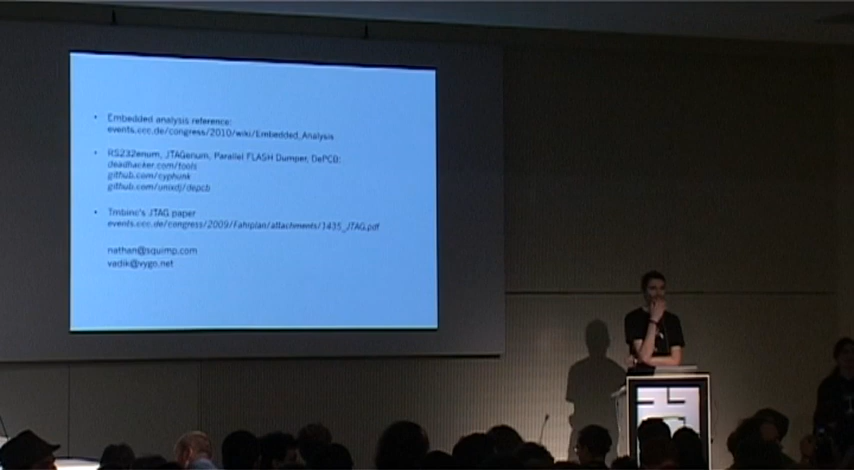 • Embedded analysis reference:
events.ccc.de/congress/2010/wiki/Embedded_Analysis
• RS232enum, JTAGenum, Parallel FLASH Dumper, DePCB:
deadhacker.com/tools
github.com/cyphunk
github.com/unixdj/depcb
• Tmbinc's JTAG paper
events.ccc.de/congress/2009/Fahrplan/attachments/1435_JTAG.pdf
nathan@squimp.com
vadik@vygo.net